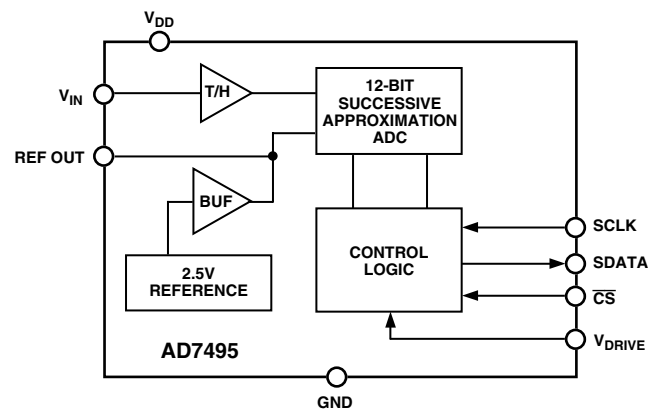 VDD
VIN
T/H
12-BIT
SUCCESSIVE
APPROXIMATION
ADC
REF OUT
BUF
2.5V
REFERENCE
CONTROL
LOGIC
SCLK
SDATA
C̅S̅
VDRIVE
AD7495
GND